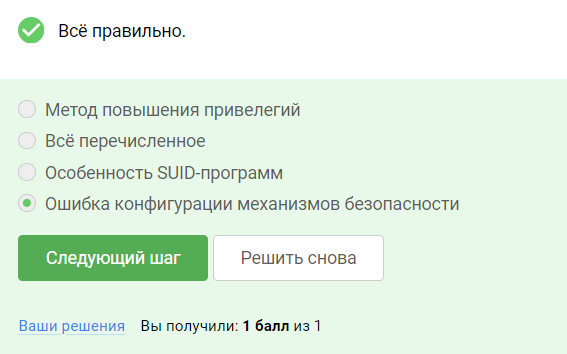 Всё правильно.
Метод повышения привелегий
Всё перечисленное
Особенность SUID-программ
Ошибка конфигурации механизмов безопасности
Следующий шаг Решить снова
Ваши решения Вы получили: 1 балл из 1